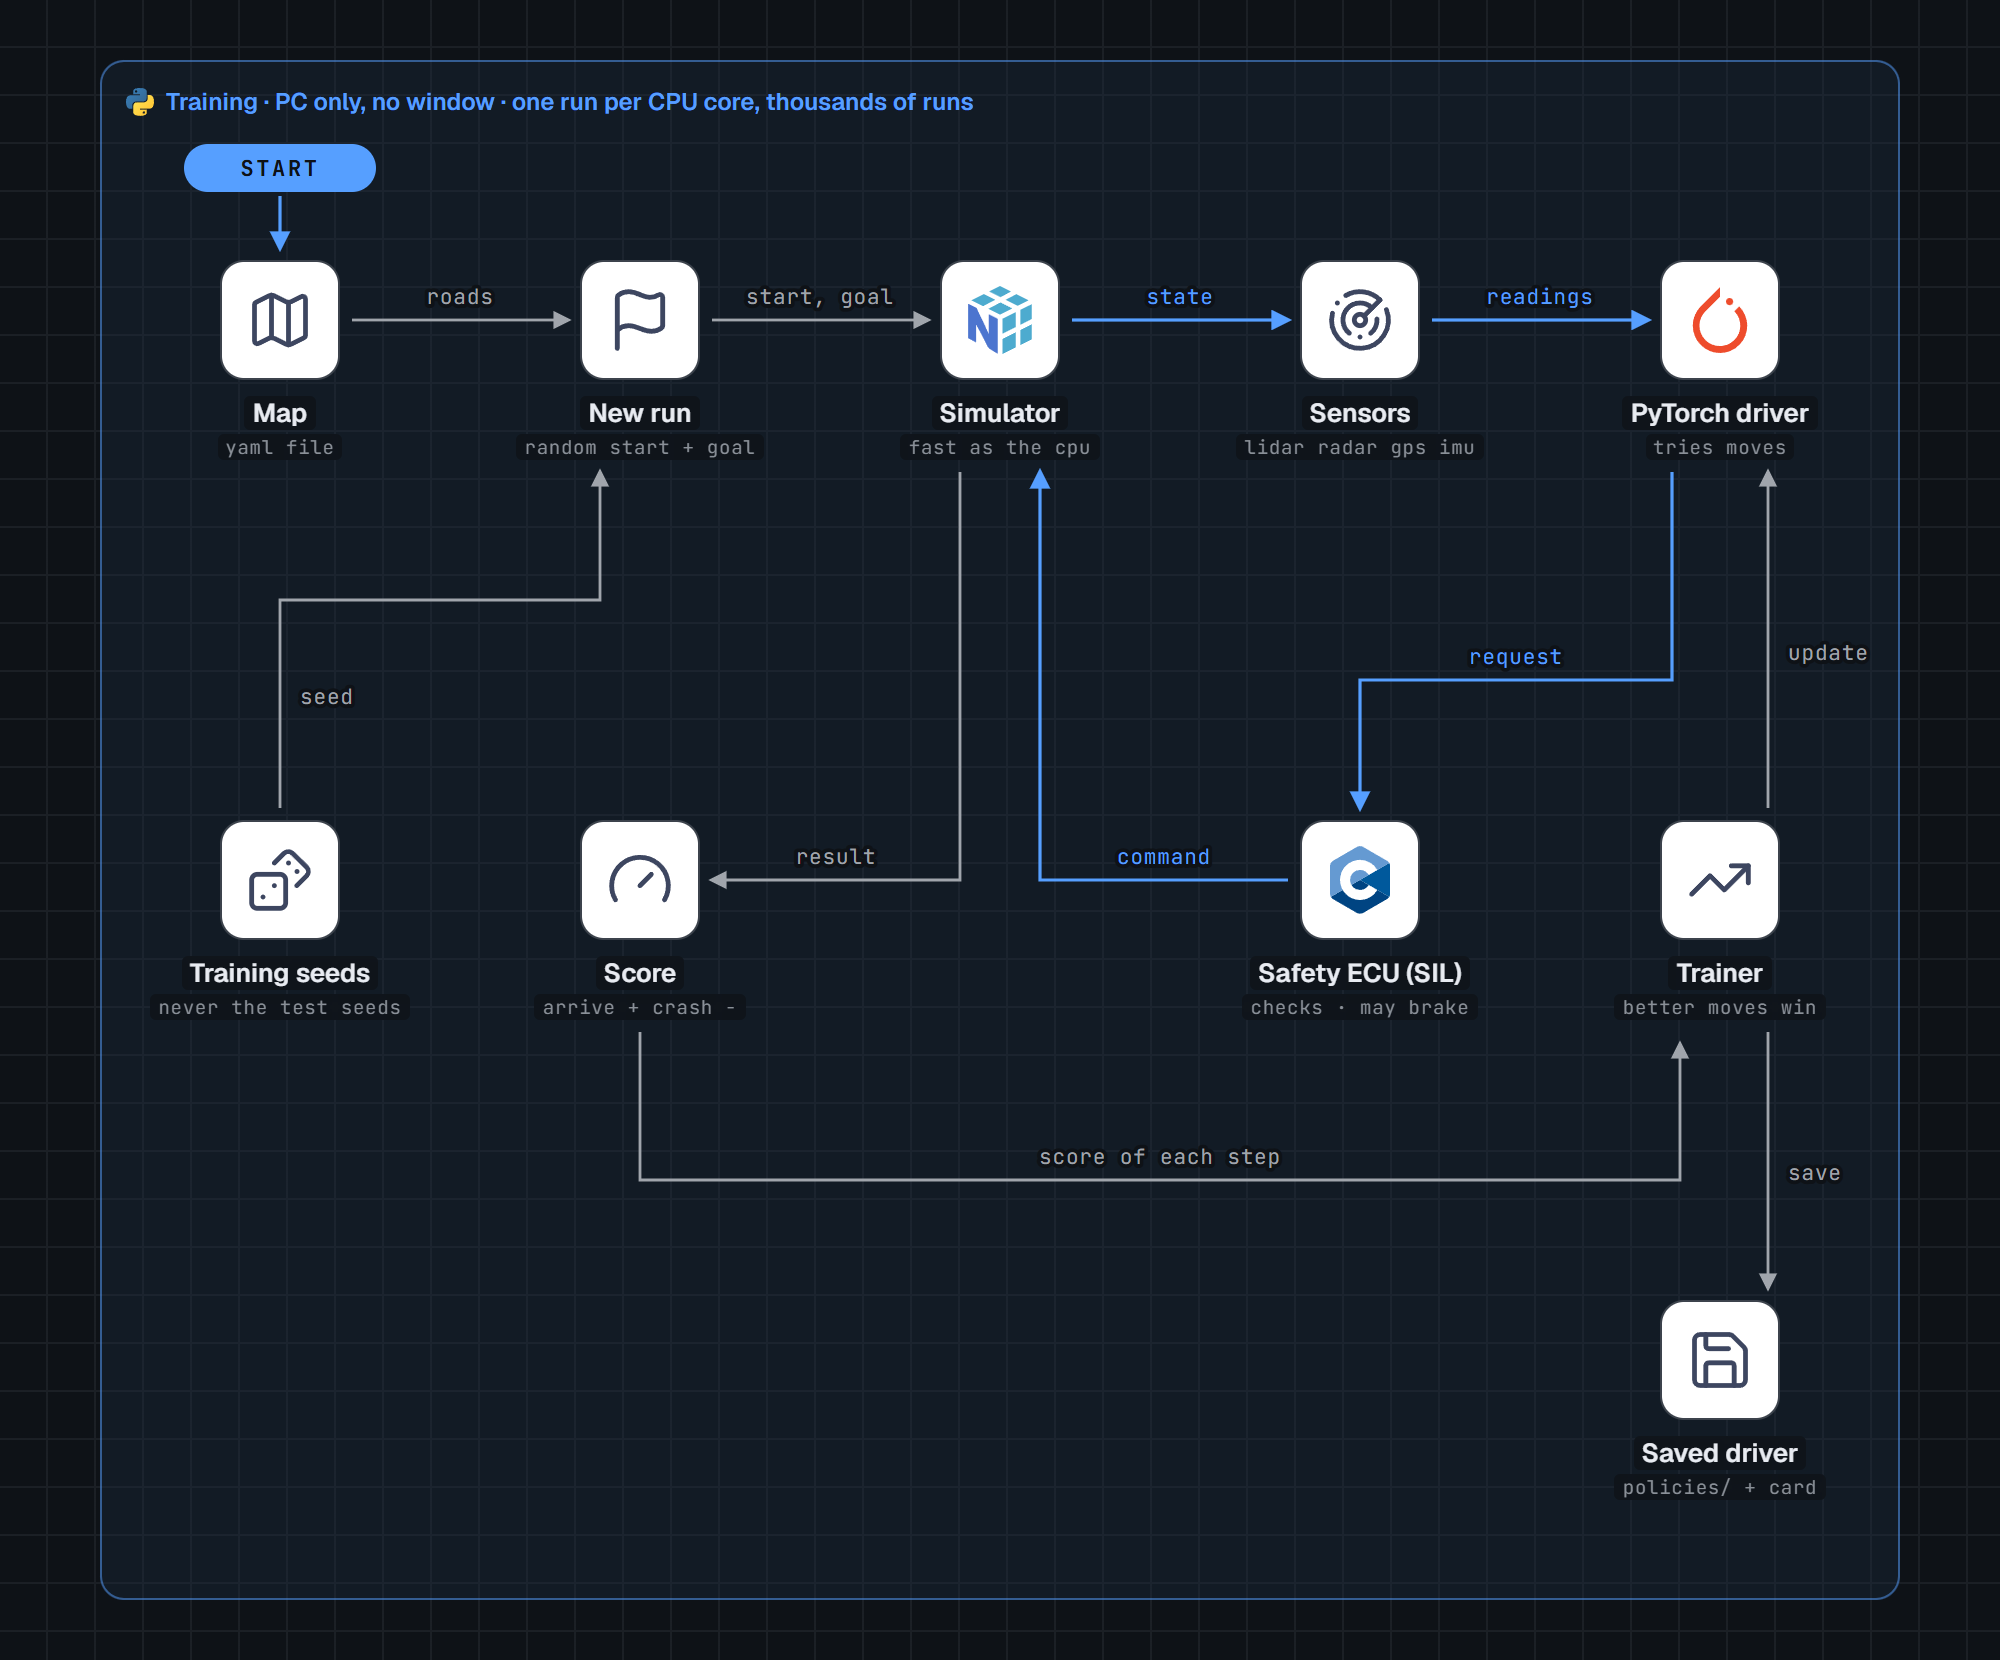 Training · PC only, no window · one run per CPU core, thousands of runs
START
roads
start, goal
state
readings
Map
yaml file
New run
random start + goal
Simulator
fast as the cpu
Sensors
lidar radar gps imu
PyTorch driver
tries moves
request
update
seed
result
command
Training seeds
never the test seeds
Score
arrive + crash -
Safety ECU (SIL)
checks · may brake
Trainer
better moves win
score of each step
save
Saved driver
policies/ + card